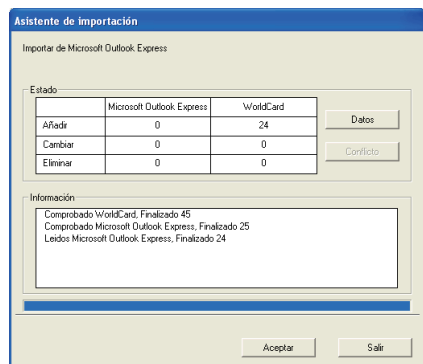 Asistente de importación
Importar de Microsoft Outlook Express
Estado
Microsoft Outlook Express WorldCard
Añadir 0 24
Cambiar 0 0
Eliminar 0 0
Datos
Conflicto
Información
Comprobado WorldCard, Finalizado 45
Comprobado Microsoft Outlook Express, Finalizado 25
Leidos Microsoft Outlook Express, Finalizado 24
Aceptar Salir